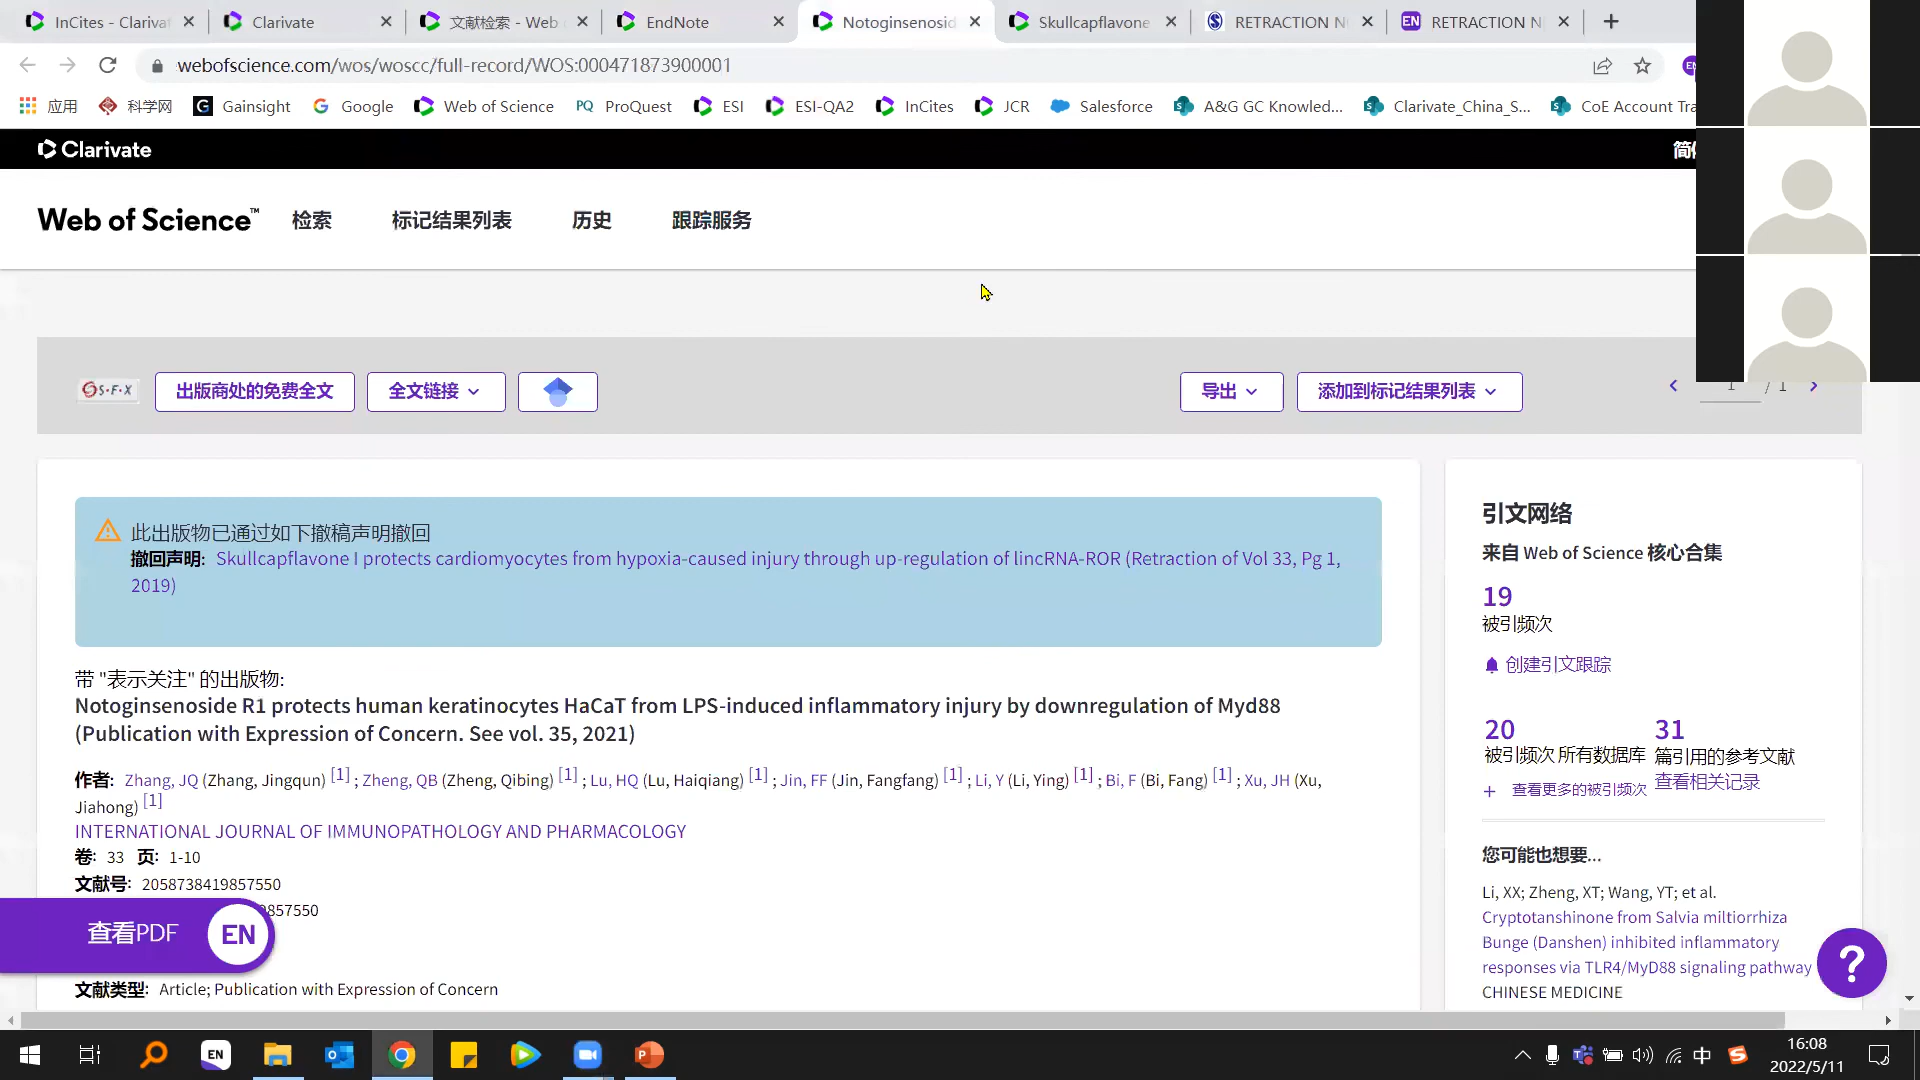 InCites - Clariva
Clarivate
文献检索 - Web
EndNote
Notoginsenosid
Skullcapflavone
RETRACTION N
EN RETRACTION N
webofscience.com/wos/woscc/full-record/WOS:000471873900001
应用
科学网
G Gainsight
Google
Web of Science
PQ ProQuest
ESI
ESI-QA2
InCites
JCR
Salesforce
A&G GC Knowled...
Clarivate_China_S...
CoE Account Tra
Clarivate
Web of Science™
检索
标记结果列表
历史
跟踪服务
S·F·X
出版商处的免费全文
全文链接
导出
添加到标记结果列表
1 / 1
此出版物已通过如下撤稿声明撤回
撤回声明: Skullcapflavone I protects cardiomyocytes from hypoxia-caused injury through up-regulation of lincRNA-ROR (Retraction of Vol 33, Pg 1,
2019)
带 "表示关注" 的出版物:
Notoginsenoside R1 protects human keratinocytes HaCaT from LPS-induced inflammatory injury by downregulation of Myd88
(Publication with Expression of Concern. See vol. 35, 2021)
作者: Zhang, JQ (Zhang, Jingqun) [1] ; Zheng, QB (Zheng, Qibing) [1] ; Lu, HQ (Lu, Haiqiang) [1] ; Jin, FF (Jin, Fangfang) [1] ; Li, Y (Li, Ying) [1] ; Bi, F (Bi, Fang) [1] ; Xu, JH (Xu,
Jiahong) [1]
INTERNATIONAL JOURNAL OF IMMUNOPATHOLOGY AND PHARMACOLOGY
卷: 33 页: 1-10
文献号: 2058738419857550
9857550
查看PDF EN
文献类型: Article; Publication with Expression of Concern
引文网络
来自 Web of Science 核心合集
19
被引频次
创建引文跟踪
20
被引频次 所有数据库
+ 查看更多的被引频次
31
篇引用的参考文献
查看相关记录
您可能也想要...
Li, XX; Zheng, XT; Wang, YT; et al.
Cryptotanshinone from Salvia miltiorrhiza
Bunge (Danshen) inhibited inflammatory
responses via TLR4/MyD88 signaling pathway
CHINESE MEDICINE
?
EN
中
16:08
2022/5/11